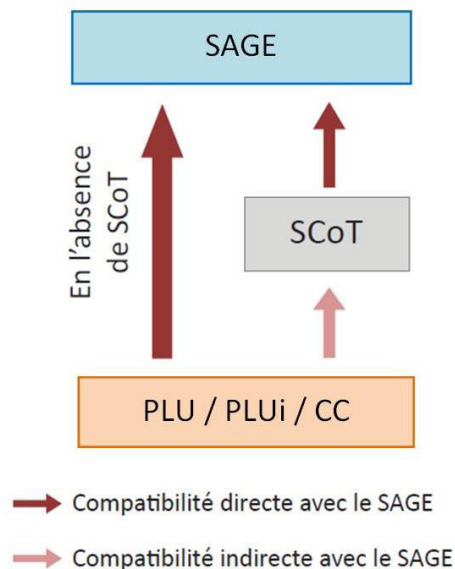 SAGE
En l'absence
de SCoT
SCoT
PLU / PLUi / CC
Compatibilité directe avec le SAGE
Compatibilité indirecte avec le SAGE